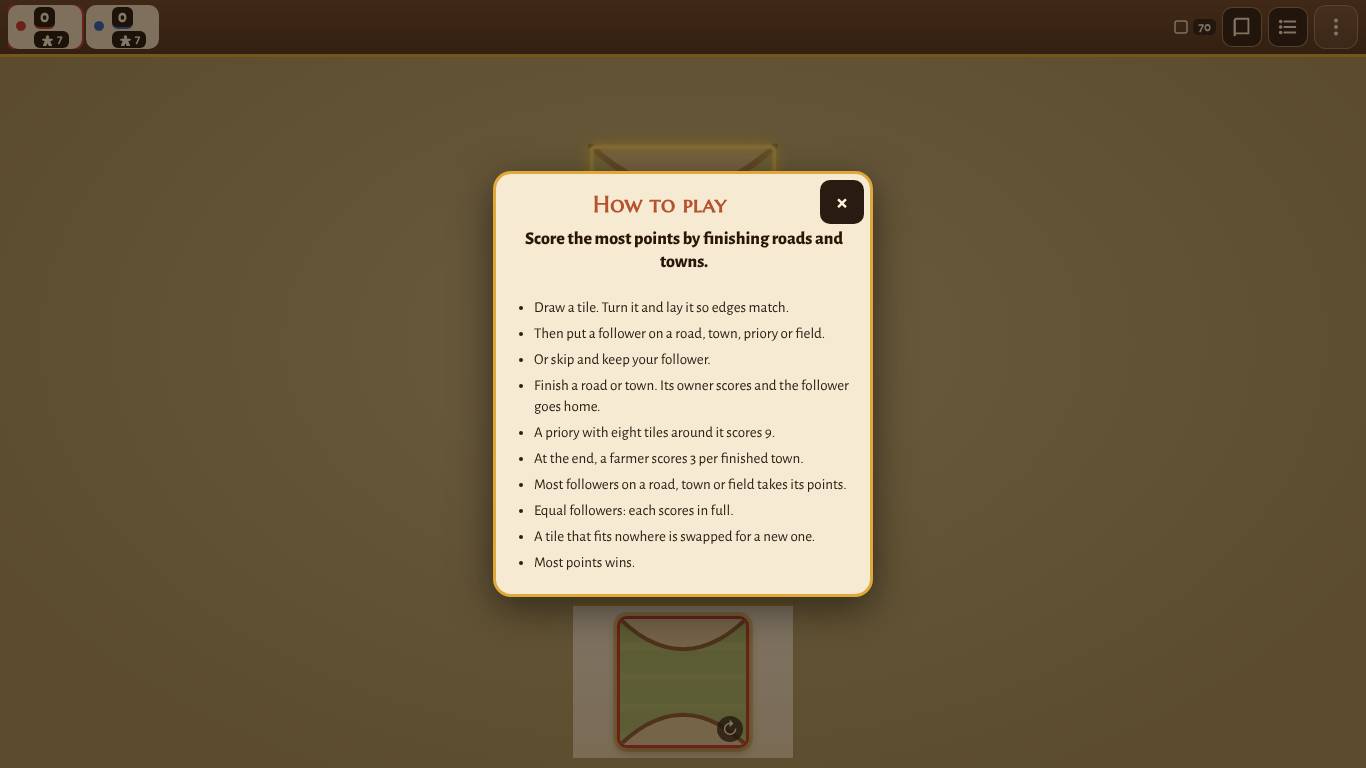 0
7
0
7
70
How to play
×
Score the most points by finishing roads and
towns.
• Draw a tile. Turn it and lay it so edges match.
• Then put a follower on a road, town, priory or field.
• Or skip and keep your follower.
• Finish a road or town. Its owner scores and the follower
goes home.
• A priory with eight tiles around it scores 9.
• At the end, a farmer scores 3 per finished town.
• Most followers on a road, town or field takes its points.
• Equal followers: each scores in full.
• A tile that fits nowhere is swapped for a new one.
• Most points wins.